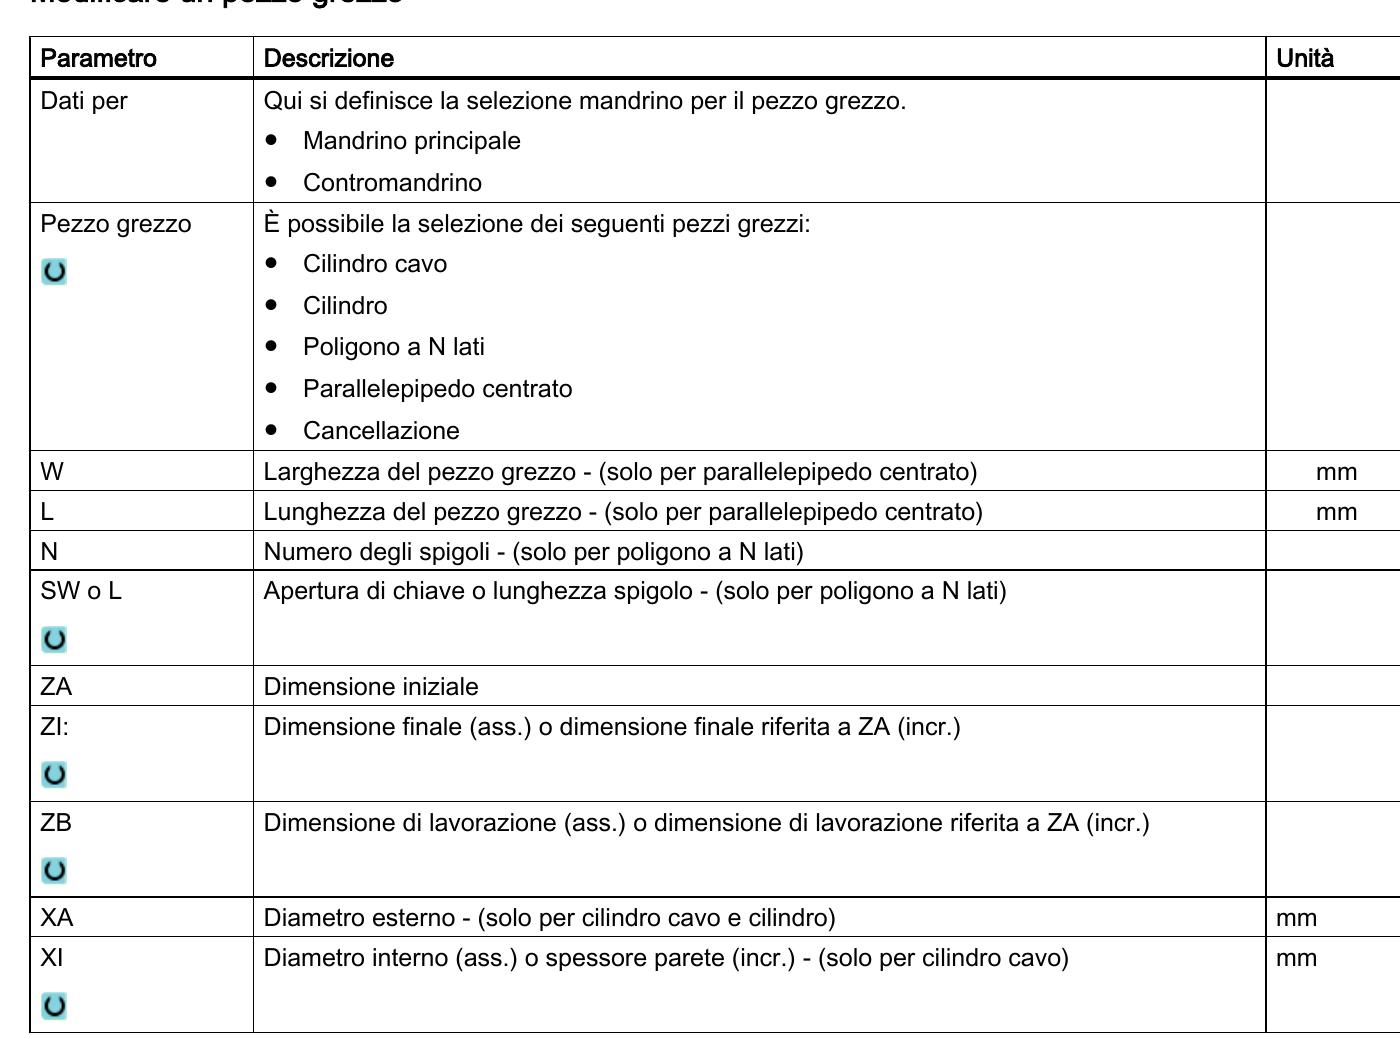 Modificare un pezzo grezzo
Parametro Descrizione Unità
Dati per Qui si definisce la selezione mandrino per il pezzo grezzo.
● Mandrino principale
● Contromandrino
Pezzo grezzo È possibile la selezione dei seguenti pezzi grezzi:
● Cilindro cavo
● Cilindro
● Poligono a N lati
● Parallelepipedo centrato
● Cancellazione
W Larghezza del pezzo grezzo - (solo per parallelepipedo centrato) mm
L Lunghezza del pezzo grezzo - (solo per parallelepipedo centrato) mm
N Numero degli spigoli - (solo per poligono a N lati)
SW o L Apertura di chiave o lunghezza spigolo - (solo per poligono a N lati)
ZA Dimensione iniziale
ZI: Dimensione finale (ass.) o dimensione finale riferita a ZA (incr.)
ZB Dimensione di lavorazione (ass.) o dimensione di lavorazione riferita a ZA (incr.)
XA Diametro esterno - (solo per cilindro cavo e cilindro) mm
XI Diametro interno (ass.) o spessore parete (incr.) - (solo per cilindro cavo) mm